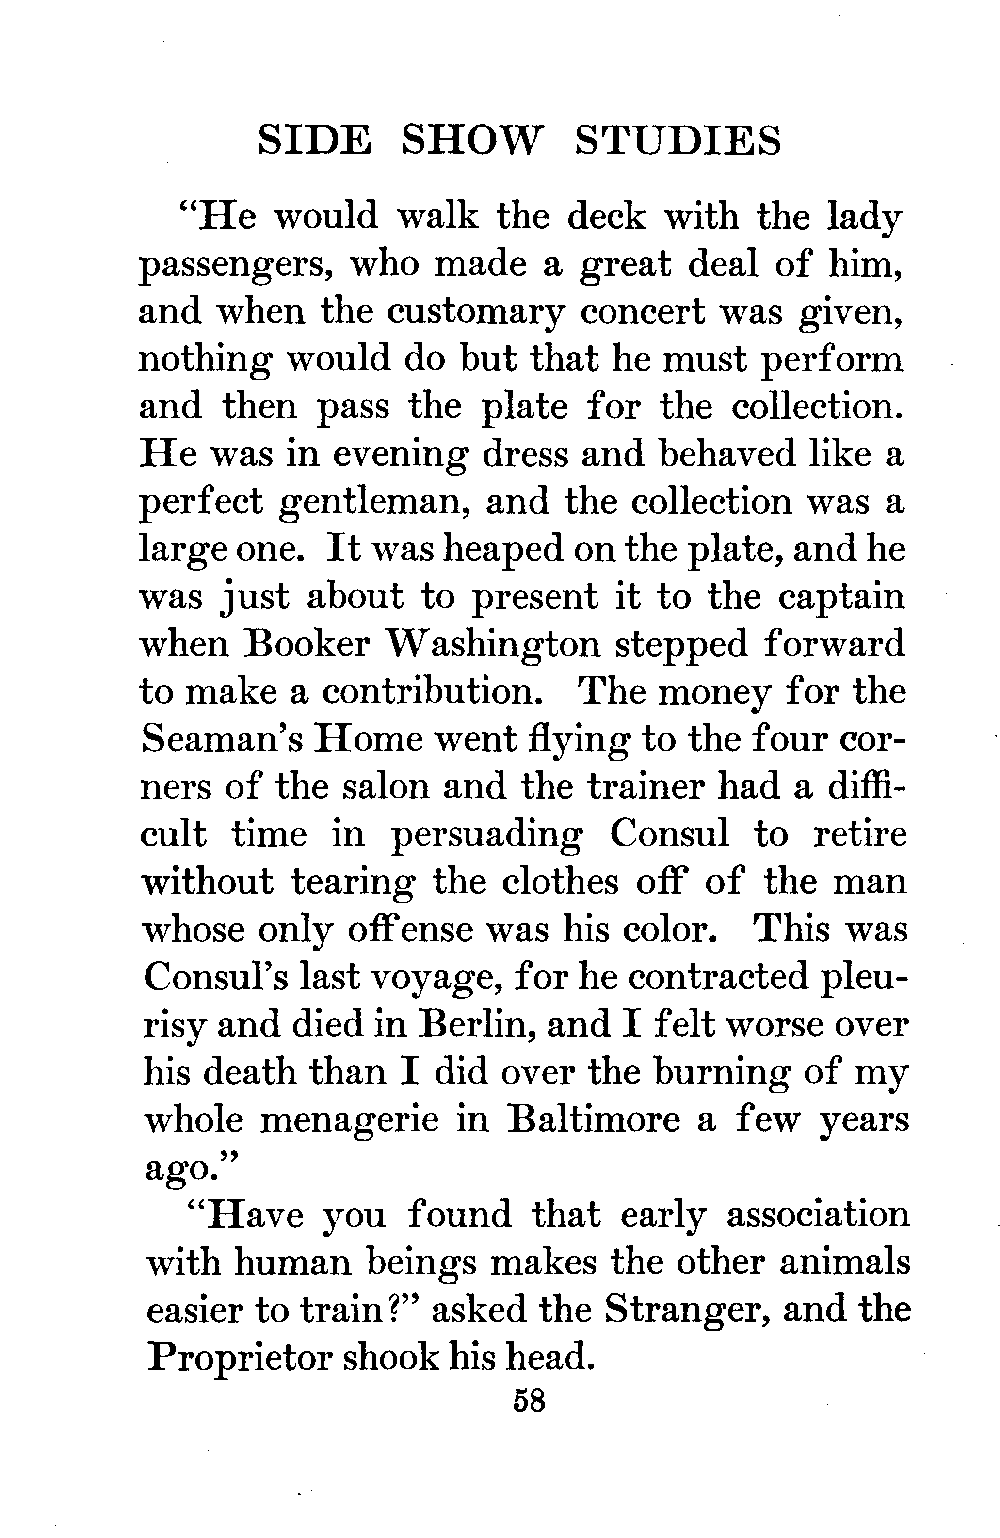 SIDE SHOW STUDIES
“He would walk the deck with the lady
passengers, who made a great deal of him,
and when the customary concert was given,
nothing would do but that he must perform
and then pass the plate for the collection.
He was in evening dress and behaved like a
perfect gentleman, and the collection was a
large one. It was heaped on the plate, and he
was just about to present it to the captain
when Booker Washington stepped forward
to make a contribution. The money for the
Seaman’s Home went flying to the four cor-
ners of the salon and the trainer had a diffi-
cult time in persuading Consul to retire
without tearing the clothes off of the man
whose only offense was his color. This was
Consul’s last voyage, for he contracted pleu-
risy and died in Berlin, and I felt worse over
his death than I did over the burning of my
whole menagerie in Baltimore a few years
ago.”
“Have you found that early association
with human beings makes the other animals
easier to train?” asked the Stranger, and the
Proprietor shook his head.
58